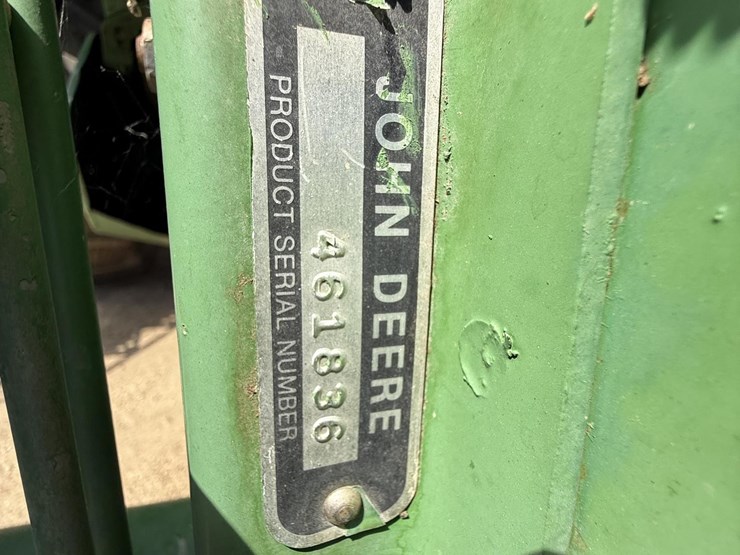 JOHN DEERE
461836
PRODUCT SERIAL NUMBER